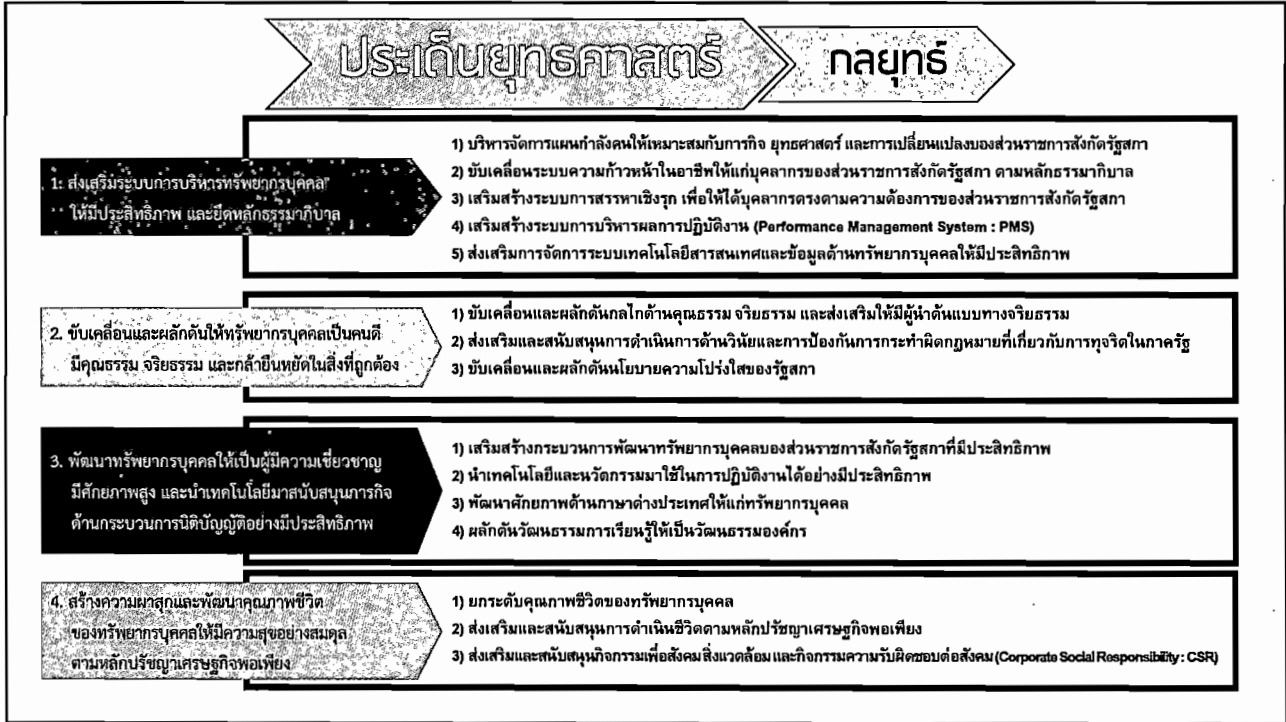 ประเด็นยุทธศาสตร์
กลยุทธ์
1. ส่งเสริมระบบการบริหารทรัพยากรบุคคล
ให้มีประสิทธิภาพ และยึดหลักธรรมาภิบาล
1) บริหารจัดการแผนกำลังคนให้เหมาะสมกับภารกิจ ยุทธศาสตร์ และการเปลี่ยนแปลงของส่วนราชการสังกัดรัฐสภา
2) ขับเคลื่อนระบบความก้าวหน้าในอาชีพให้แก่บุคลากรของส่วนราชการสังกัดรัฐสภา ตามหลักธรรมาภิบาล
3) เสริมสร้างระบบการสรรหาเชิงรุก เพื่อให้ได้บุคลากรตรงตามความต้องการของส่วนราชการสังกัดรัฐสภา
4) เสริมสร้างระบบการบริหารผลการปฏิบัติงาน (Performance Management System : PMS)
5) ส่งเสริมการจัดการระบบเทคโนโลยีสารสนเทศและข้อมูลด้านทรัพยากรบุคคลให้มีประสิทธิภาพ
2. ขับเคลื่อนและผลักดันให้ทรัพยากรบุคคลเป็นคนดี
มีคุณธรรม จริยธรรม และกล้ายืนหยัดในสิ่งที่ถูกต้อง
1) ขับเคลื่อนและผลักดันกลไกด้านคุณธรรม จริยธรรม และส่งเสริมให้มีผู้นำต้นแบบทางจริยธรรม
2) ส่งเสริมและสนับสนุนการดำเนินการด้านวินัยและการป้องกันการกระทำผิดกฎหมายที่เกี่ยวกับการทุจริตในภาครัฐ
3) ขับเคลื่อนและผลักดันนโยบายความโปร่งใสของรัฐสภา
3. พัฒนาทรัพยากรบุคคลให้เป็นผู้มีความเชี่ยวชาญ
มีศักยภาพสูง และนำเทคโนโลยีมาสนับสนุนภารกิจ
ด้านกระบวนการนิติบัญญัติอย่างมีประสิทธิภาพ
1) เสริมสร้างกระบวนการพัฒนาทรัพยากรบุคคลของส่วนราชการสังกัดรัฐสภาที่มีประสิทธิภาพ
2) นำเทคโนโลยีและนวัตกรรมมาใช้ในการปฏิบัติงานได้อย่างมีประสิทธิภาพ
3) พัฒนาศักยภาพด้านภาษาต่างประเทศให้แก่ทรัพยากรบุคคล
4) ผลักดันวัฒนธรรมการเรียนรู้ให้เป็นวัฒนธรรมองค์กร
4. สร้างความผาสุกและพัฒนาคุณภาพชีวิต
ของทรัพยากรบุคคลให้มีความสุขอย่างสมดุล
ตามหลักปรัชญาเศรษฐกิจพอเพียง
1) ยกระดับคุณภาพชีวิตของทรัพยากรบุคคล
2) ส่งเสริมและสนับสนุนการดำเนินชีวิตตามหลักปรัชญาเศรษฐกิจพอเพียง
3) ส่งเสริมและสนับสนุนกิจกรรมเพื่อสังคม สิ่งแวดล้อม และกิจกรรมความรับผิดชอบต่อสังคม (Corporate Social Responsibility : CSR)